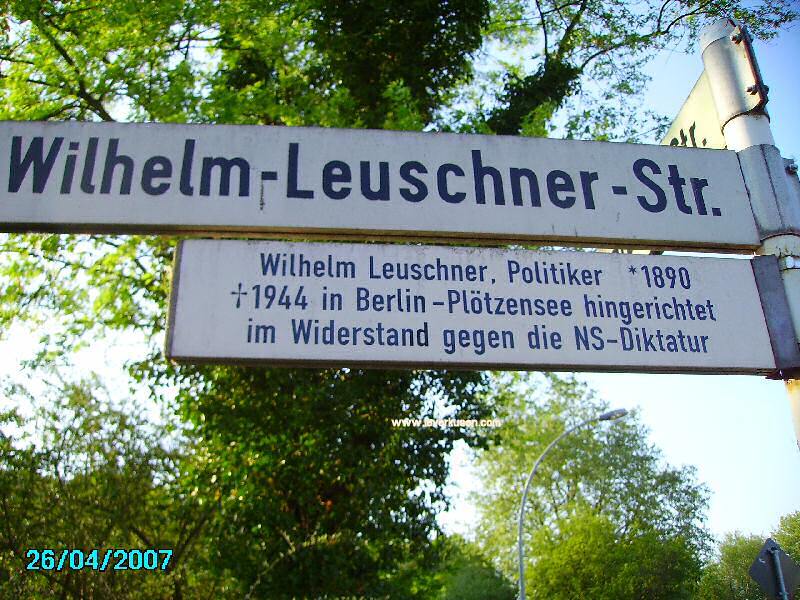 str.
Wilhelm-Leuschner-Str.
Wilhelm Leuschner, Politiker *1890
†1944 in Berlin-Plötzensee hingerichtet
im Widerstand gegen die NS-Diktatur
www.leverkusen.com
26/04/2007